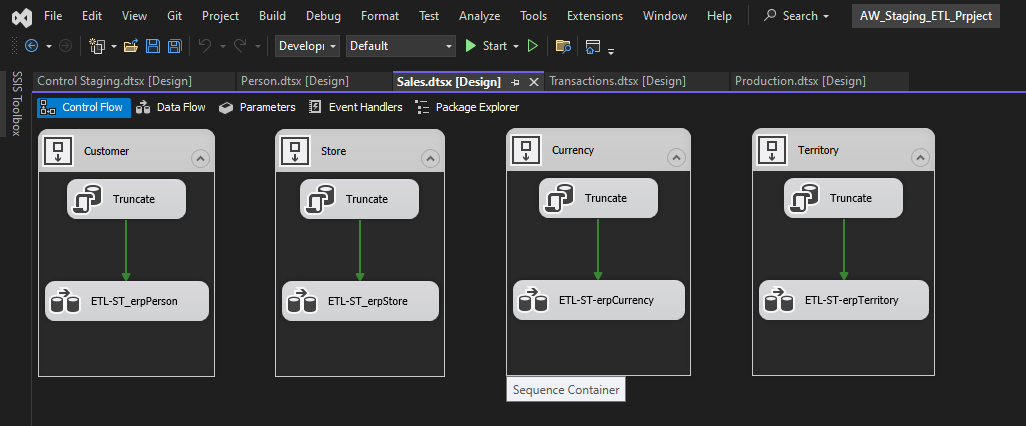 File Edit View Git Project Build Debug Format Test Analyze Tools Extensions Window Help Search AW_Staging_ETL_Prpject
Developr Default Start
SSIS Toolbox
Control Staging.dtsx [Design] Person.dtsx [Design] Sales.dtsx [Design] Transactions.dtsx [Design] Production.dtsx [Design]
Control Flow Data Flow Parameters Event Handlers Package Explorer
Customer Store Currency Territory
Truncate Truncate Truncate Truncate
ETL-ST_erpPerson ETL-ST_erpStore ETL-ST-erpCurrency ETL-ST-erpTerritory
Sequence Container